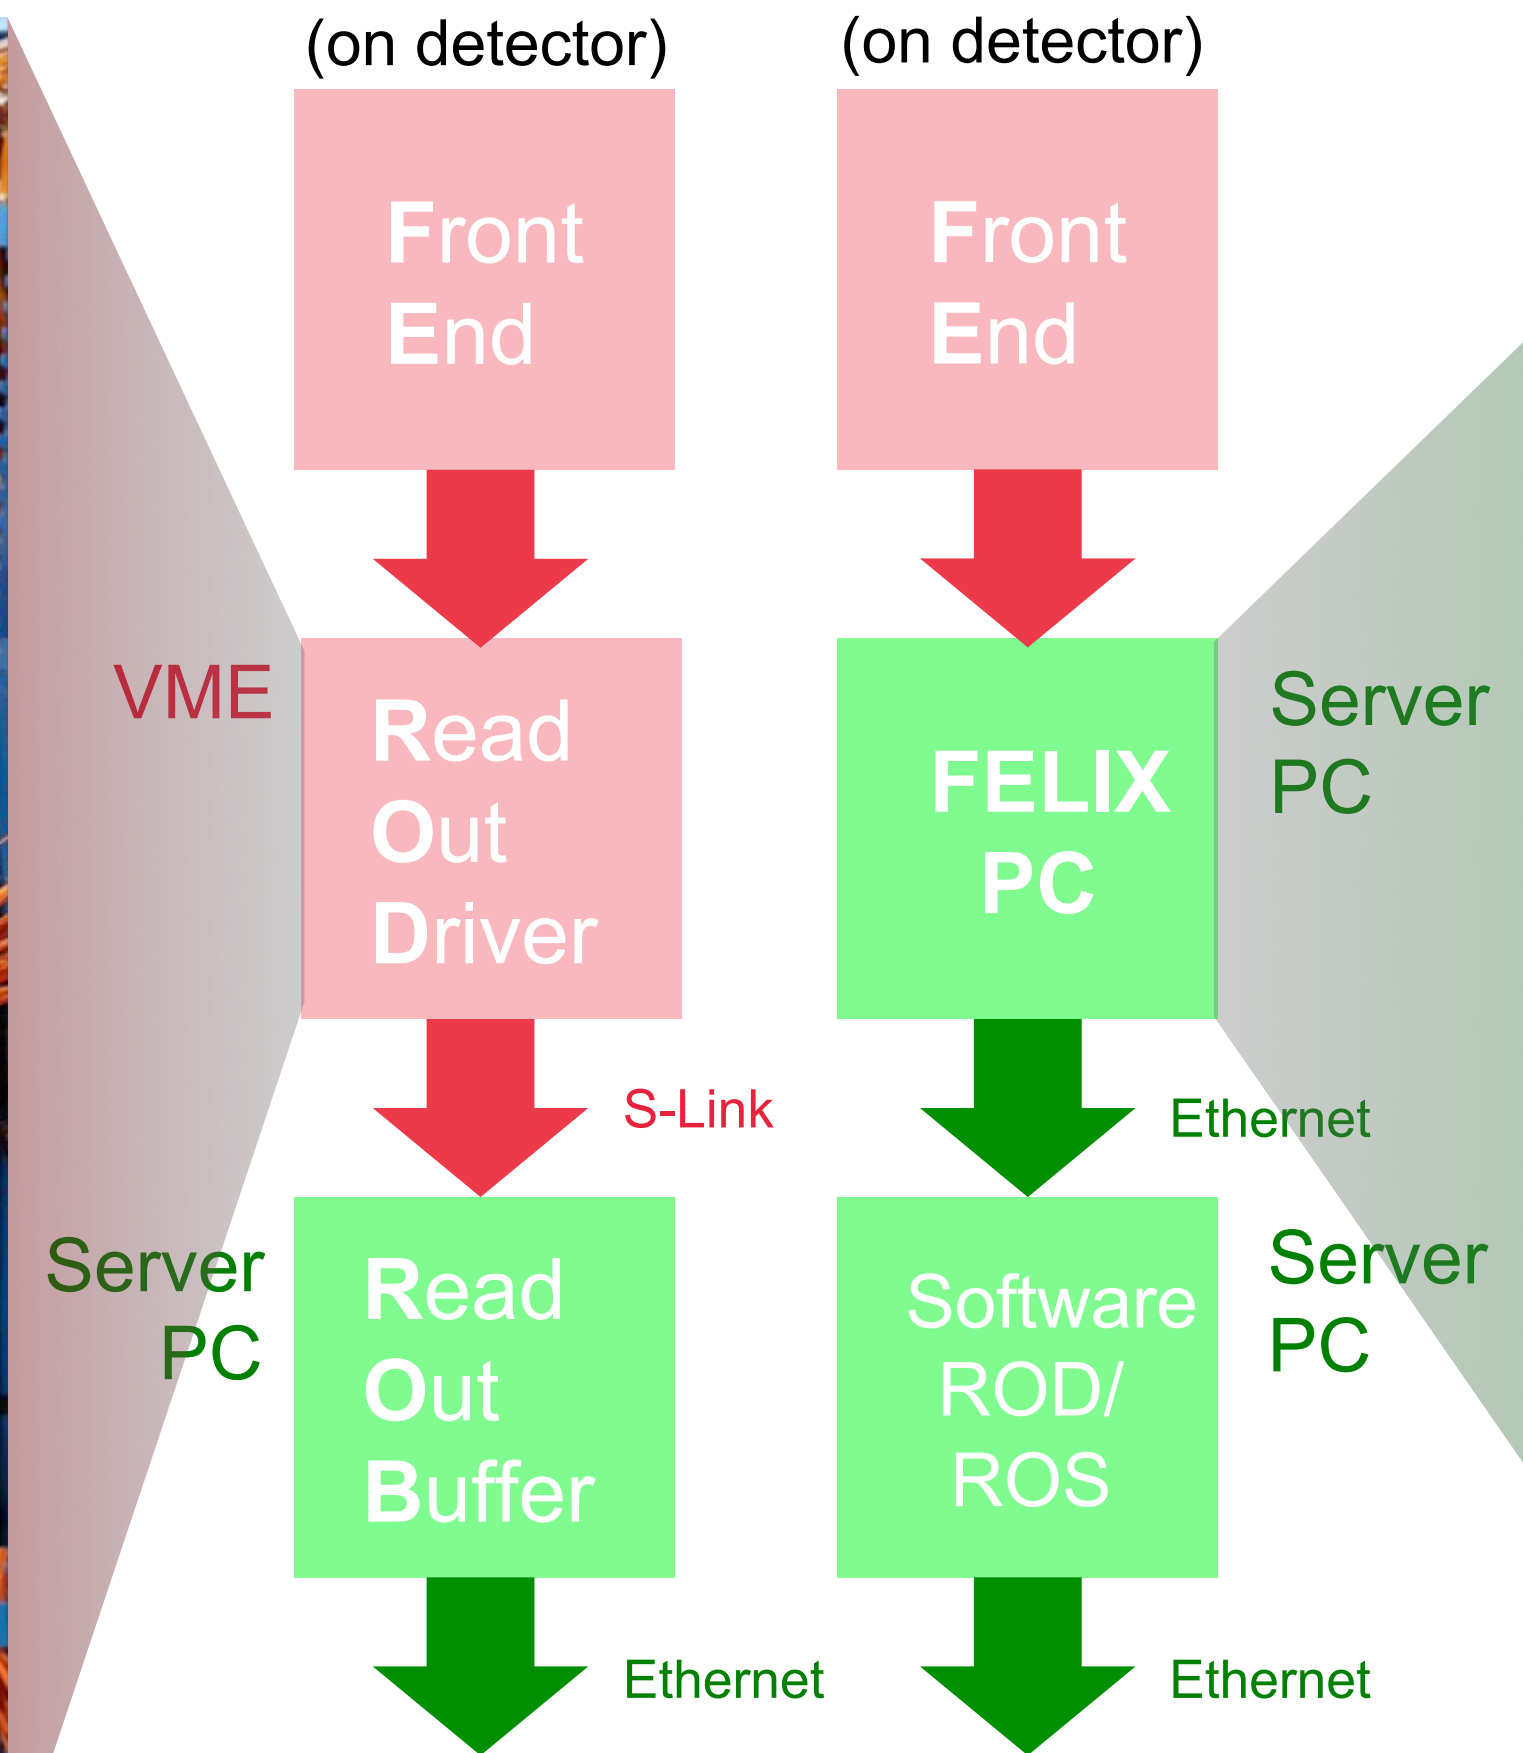 (on detector)
(on detector)
Front
End
Front
End
VME
Read
Out
Driver
FELIX
PC
Server
PC
S-Link
Ethernet
Server
PC
Read
Out
Buffer
Software
ROD/
ROS
Server
PC
Ethernet
Ethernet